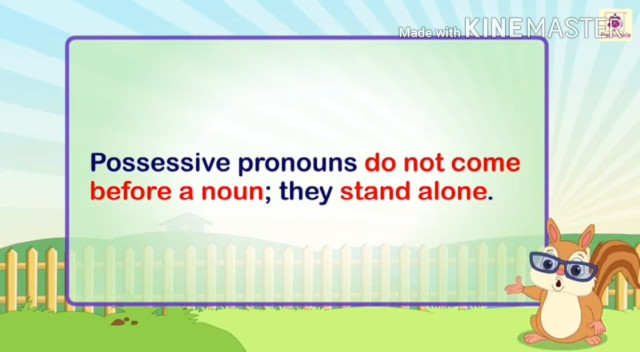 Made with KINEMASTER
Possessive pronouns do not come
before a noun; they stand alone.